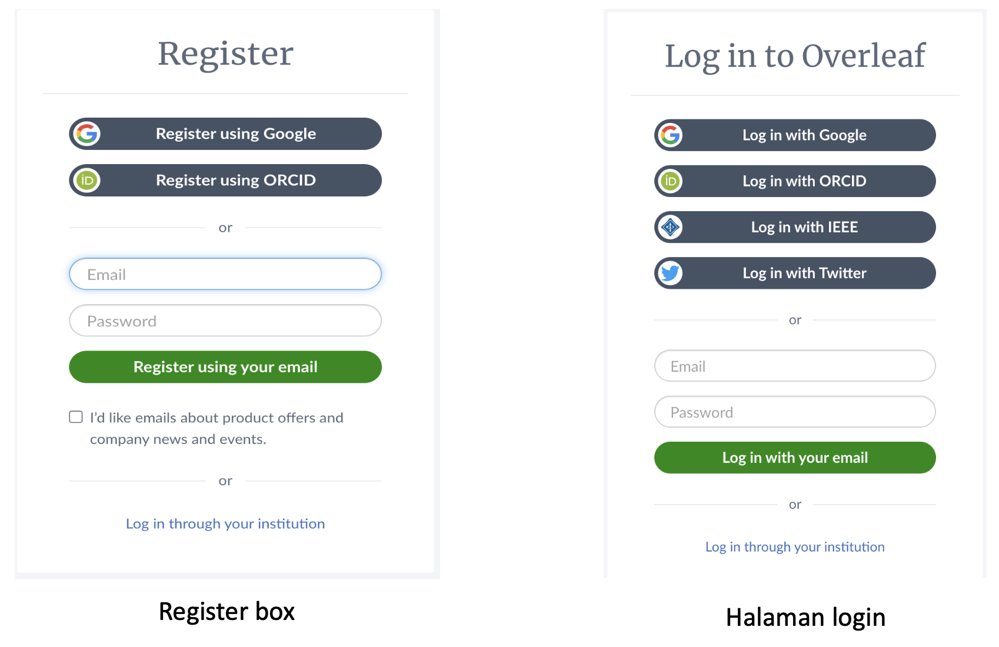 Register
Register using Google
iD Register using ORCID
or
Email
Password
Register using your email
I'd like emails about product offers and
company news and events.
or
Log in through your institution
Register box
Log in to Overleaf
Log in with Google
iD Log in with ORCID
Log in with IEEE
Log in with Twitter
or
Email
Password
Log in with your email
or
Log in through your institution
Halaman login